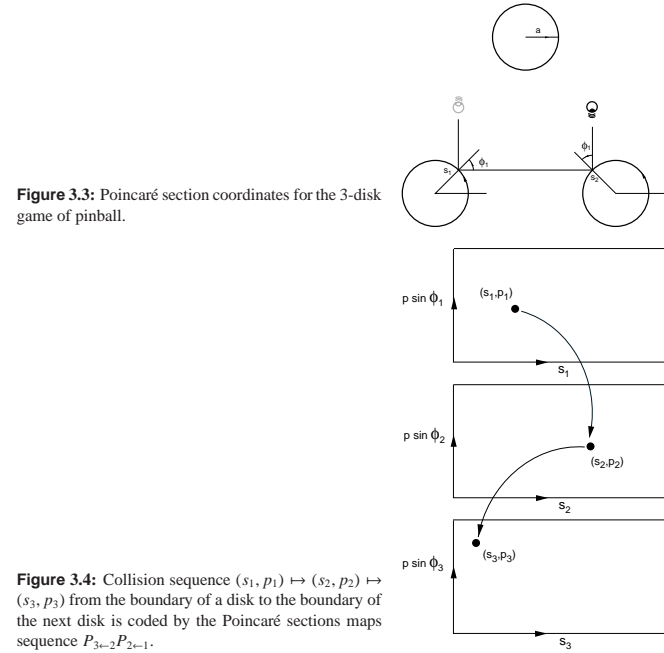 a
ϕ₁
s₁
ϕ₁
s₂
Figure 3.3: Poincaré section coordinates for the 3-disk
game of pinball.
p sin ϕ₁
(s₁,p₁)
s₁
p sin ϕ₂
(s₂,p₂)
s₂
p sin ϕ₃
(s₃,p₃)
s₃
Figure 3.4: Collision sequence (s₁, p₁) ↦ (s₂, p₂) ↦
(s₃, p₃) from the boundary of a disk to the boundary of
the next disk is coded by the Poincaré sections maps
sequence P₃←₂P₂←₁.